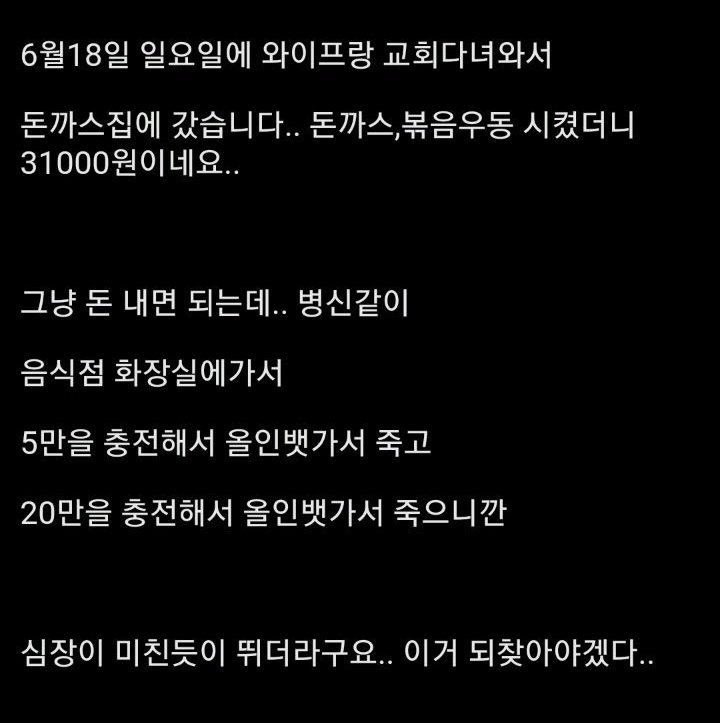 6월18일 일요일에 와이프랑 교회다녀와서
돈까스집에 갔습니다.. 돈까스,볶음우동 시켰더니
31000원이네요..
그냥 돈 내면 되는데.. 병신같이
음식점 화장실에가서
5만을 충전해서 올인뱃가서 죽고
20만을 충전해서 올인뱃가서 죽으니깐
심장이 미친듯이 뛰더라구요.. 이거 되찾아야겠다..